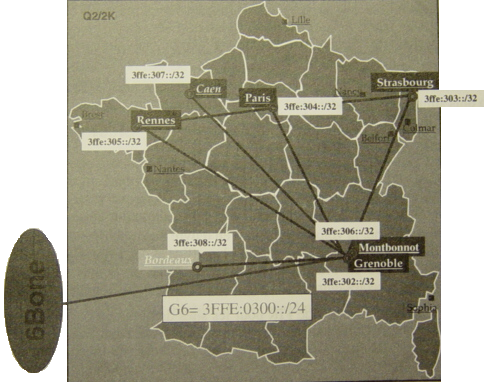 Q2/2K
Lille
3ffe:307::/32
Caen
Paris
Nancy
Strasbourg
3ffe:304::/32
3ffe:303::/32
Brest
Rennes
Colmar
Belfort
3ffe:305::/32
Nantes
3ffe:306::/32
3ffe:308::/32
Montbonnot
Bordeaux
Grenoble
3ffe:302::/32
6Bone
G6= 3FFE:0300::/24
Sophia